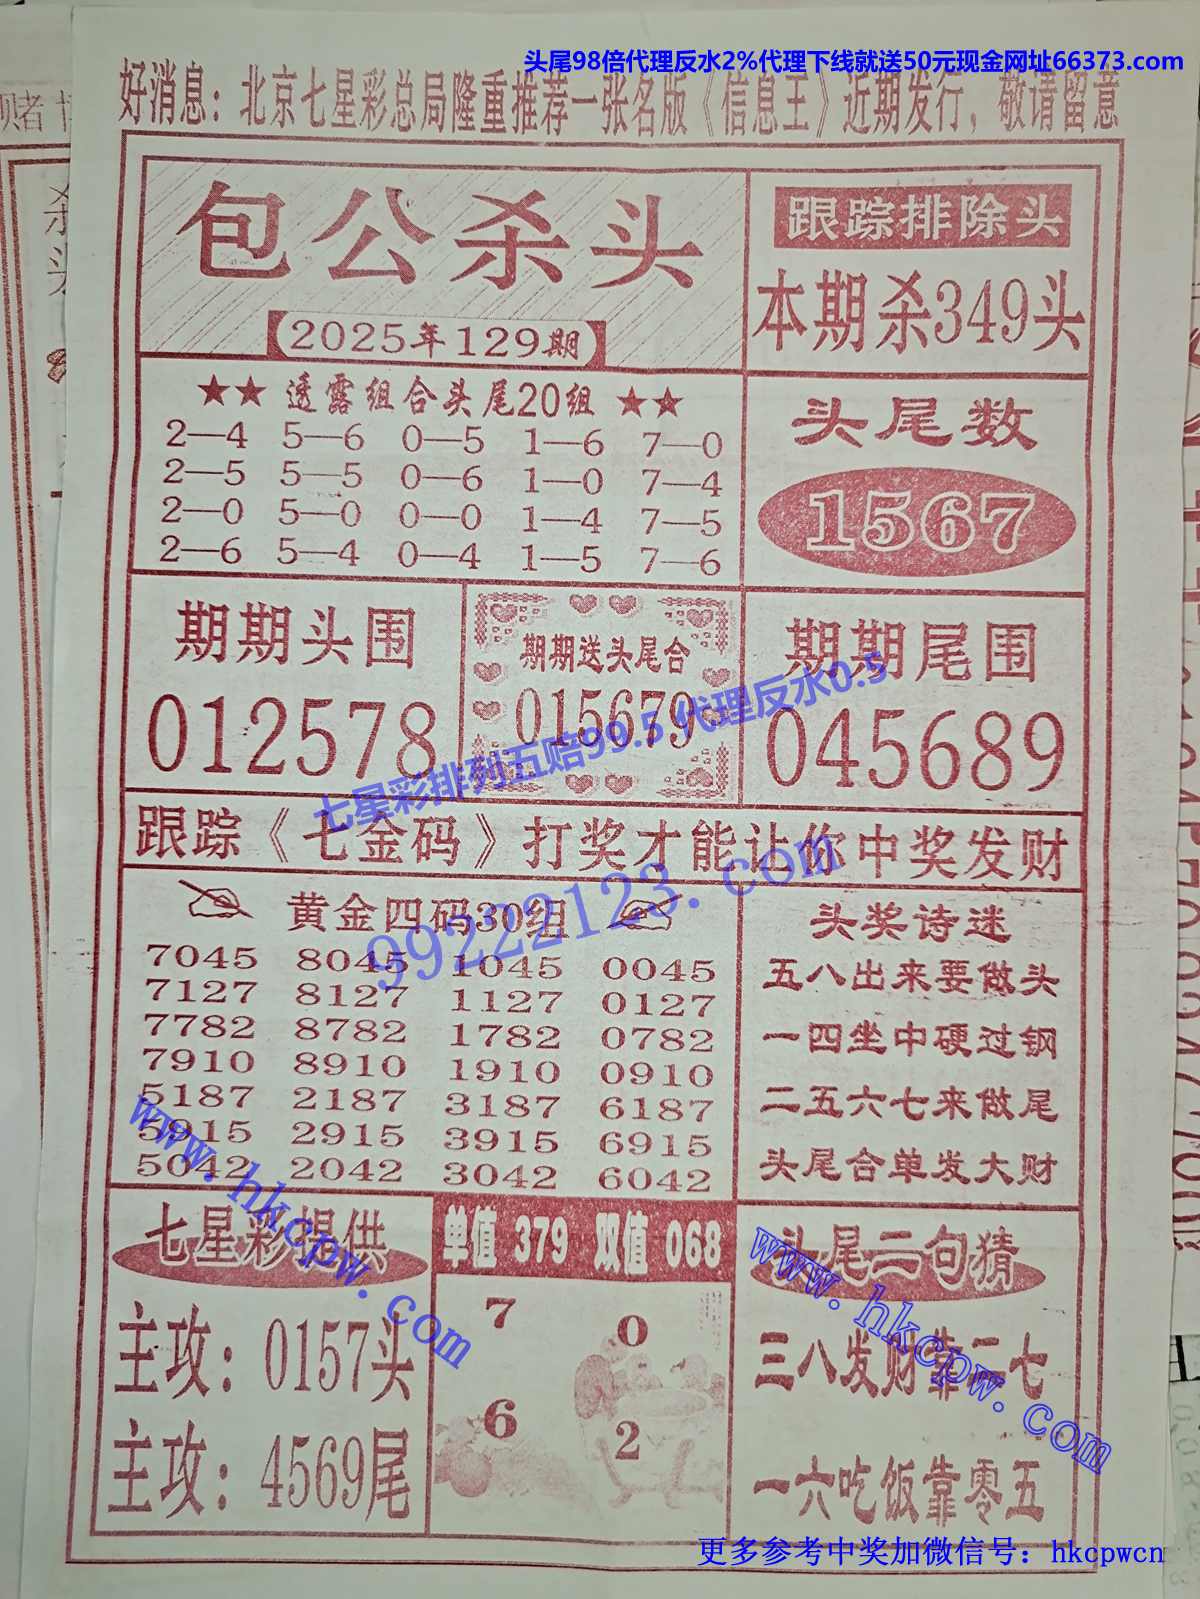 头尾98倍代理反水2%代理下线就送50元现金网址66373.com
好消息：北京七星彩总局隆重推荐一张名版《信息王》近期发行，敬请留意
包公杀头
【2025年129期】
跟踪排除头
本期杀349头
★★ 透露组合头尾20组 ★★
2—4 5—6 0—5 1—6 7—0
2—5 5—5 0—6 1—0 7—4
2—0 5—0 0—0 1—4 7—5
2—6 5—4 0—4 1—5 7—6
头尾数
1567
期期头围
012578
期期送头尾合
015679
期期尾围
045689
七星彩排列五赔99.5 代理反水0.5
跟踪《七金码》打奖才能让你中奖发财
99222123.com
黄金四码30组
7045 8045 1045 0045
7127 8127 1127 0127
7782 8782 1782 0782
7910 8910 1910 0910
5187 2187 3187 6187
5915 2915 3915 6915
5042 2042 3042 6042
头奖诗迷
五八出来要做头
一四坐中硬过钢
二五六七来做尾
头尾合单发大财
www.hkcpw.com
七星彩提供
主攻：0157头
主攻：4569尾
单值 379 双值 068
7 0
6 2
头尾二句猜
三八发财靠二七
一六吃饭靠零五
www.hkcpw.com
更多参考中奖加微信号：hkcpwcn